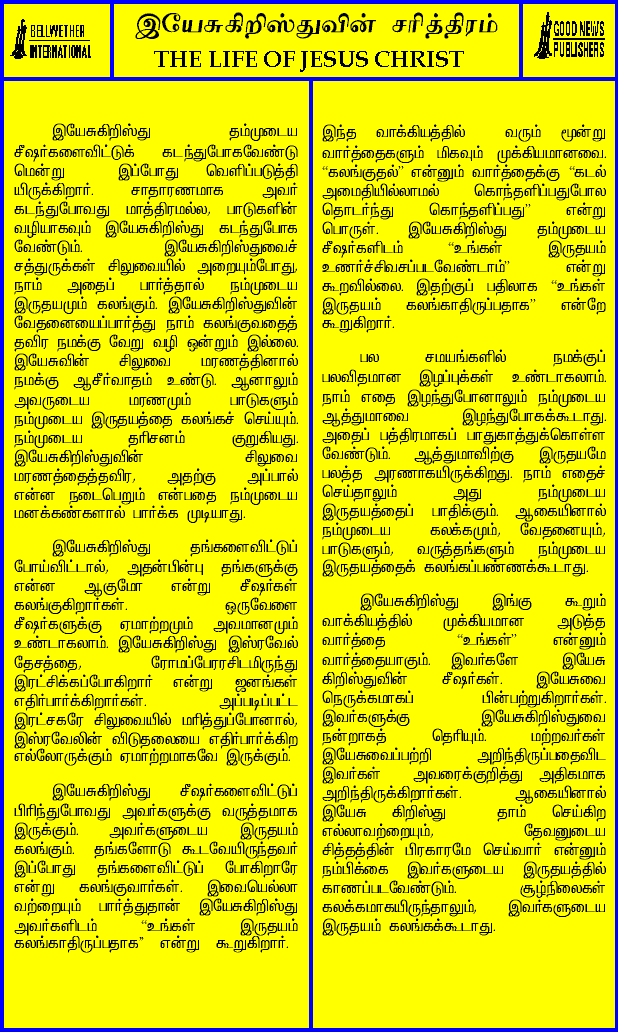 BELLWETHER
INTERNATIONAL
இயேசுகிறிஸ்துவின் சரித்திரம்
THE LIFE OF JESUS CHRIST
GOOD NEWS
PUBLISHERS
இயேசுகிறிஸ்து தம்முடைய
சீஷர்களைவிட்டுக் கடந்துபோகவேண்டு
மென்று இப்போது வெளிப்படுத்தி
யிருக்கிறார். சாதாரணமாக அவர்
கடந்துபோவது மாத்திரமல்ல, பாடுகளின்
வழியாகவும் இயேசுகிறிஸ்து கடந்துபோக
வேண்டும். இயேசுகிறிஸ்துவைச்
சத்துருக்கள் சிலுவையில் அறையும்போது,
நாம் அதைப் பார்த்தால் நம்முடைய
இருதயமும் கலங்கும். இயேசுகிறிஸ்துவின்
வேதனையைப்பார்த்து நாம் கலங்குவதைத்
தவிர நமக்கு வேறு வழி ஒன்றும் இல்லை.
இயேசுவின் சிலுவை மரணத்தினால்
நமக்கு ஆசீர்வாதம் உண்டு. ஆனாலும்
அவருடைய மரணமும் பாடுகளும்
நம்முடைய இருதயத்தை கலங்கச் செய்யும்.
நம்முடைய தரிசனம் குறுகியது.
இயேசுகிறிஸ்துவின் சிலுவை
மரணத்தைத்தவிர, அதற்கு அப்பால்
என்ன நடைபெறும் என்பதை நம்முடைய
மனக்கண்களால் பார்க்க முடியாது.
இயேசுகிறிஸ்து தங்களைவிட்டுப்
போய்விட்டால், அதன்பின்பு தங்களுக்கு
என்ன ஆகுமோ என்று சீஷர்கள்
கலங்குகிறார்கள். ஒருவேளை
சீஷர்களுக்கு ஏமாற்றமும் அவமானமும்
உண்டாகலாம். இயேசுகிறிஸ்து இஸ்ரவேல்
தேசத்தை, ரோமப்பேரரசிடமிருந்து
இரட்சிக்கப்போகிறார் என்று ஜனங்கள்
எதிர்பார்க்கிறார்கள். அப்படிப்பட்ட
இரட்சகரே சிலுவையில் மரித்துப்போனால்,
இஸ்ரவேலின் விடுதலையை எதிர்பார்க்கிற
எல்லோருக்கும் ஏமாற்றமாகவே இருக்கும்.
இயேசுகிறிஸ்து சீஷர்களைவிட்டுப்
பிரிந்துபோவது அவர்களுக்கு வருத்தமாக
இருக்கும். அவர்களுடைய இருதயம்
கலங்கும். தங்களோடு கூடவேயிருந்தவர்
இப்போது தங்களைவிட்டுப் போகிறாரே
என்று கலங்குவார்கள். இவையெல்லா
வற்றையும் பார்த்துதான் இயேசுகிறிஸ்து
அவர்களிடம் “உங்கள் இருதயம்
கலங்காதிருப்பதாக” என்று கூறுகிறார்.
இந்த வாக்கியத்தில் வரும் மூன்று
வார்த்தைகளும் மிகவும் முக்கியமானவை.
“கலங்குதல்” என்னும் வார்த்தைக்கு “கடல்
அமைதியில்லாமல் கொந்தளிப்பதுபோல
தொடர்ந்து கொந்தளிப்பது” என்று
பொருள். இயேசுகிறிஸ்து தம்முடைய
சீஷர்களிடம் “உங்கள் இருதயம்
உணர்ச்சிவசப்படவேண்டாம்” என்று
கூறவில்லை. இதற்குப் பதிலாக “உங்கள்
இருதயம் கலங்காதிருப்பதாக” என்றே
கூறுகிறார்.
பல சமயங்களில் நமக்குப்
பலவிதமான இழப்புக்கள் உண்டாகலாம்.
நாம் எதை இழந்துபோனாலும் நம்முடைய
ஆத்துமாவை இழந்துபோகக்கூடாது.
அதைப் பத்திரமாகப் பாதுகாத்துக்கொள்ள
வேண்டும். ஆத்துமாவிற்கு இருதயமே
பலத்த அரணாகயிருக்கிறது. நாம் எதைச்
செய்தாலும் அது நம்முடைய
இருதயத்தைப் பாதிக்கும். ஆகையினால்
நம்முடைய கலக்கமும், வேதனையும்,
பாடுகளும், வருத்தங்களும் நம்முடைய
இருதயத்தைக் கலங்கப்பண்ணக்கூடாது.
இயேசுகிறிஸ்து இங்கு கூறும்
வாக்கியத்தில் முக்கியமான அடுத்த
வார்த்தை “உங்கள்” என்னும்
வார்த்தையாகும். இவர்களே இயேசு
கிறிஸ்துவின் சீஷர்கள். இயேசுவை
நெருக்கமாகப் பின்பற்றுகிறார்கள்.
இவர்களுக்கு இயேசுகிறிஸ்துவை
நன்றாகத் தெரியும். மற்றவர்கள்
இயேசுவைப்பற்றி அறிந்திருப்பதைவிட
இவர்கள் அவரைக்குறித்து அதிகமாக
அறிந்திருக்கிறார்கள். ஆகையினால்
இயேசு கிறிஸ்து தாம் செய்கிற
எல்லாவற்றையும், தேவனுடைய
சித்தத்தின் பிரகாரமே செய்வார் என்னும்
நம்பிக்கை இவர்களுடைய இருதயத்தில்
காணப்படவேண்டும். சூழ்நிலைகள்
கலக்கமாகயிருந்தாலும், இவர்களுடைய
இருதயம் கலங்கக்கூடாது.